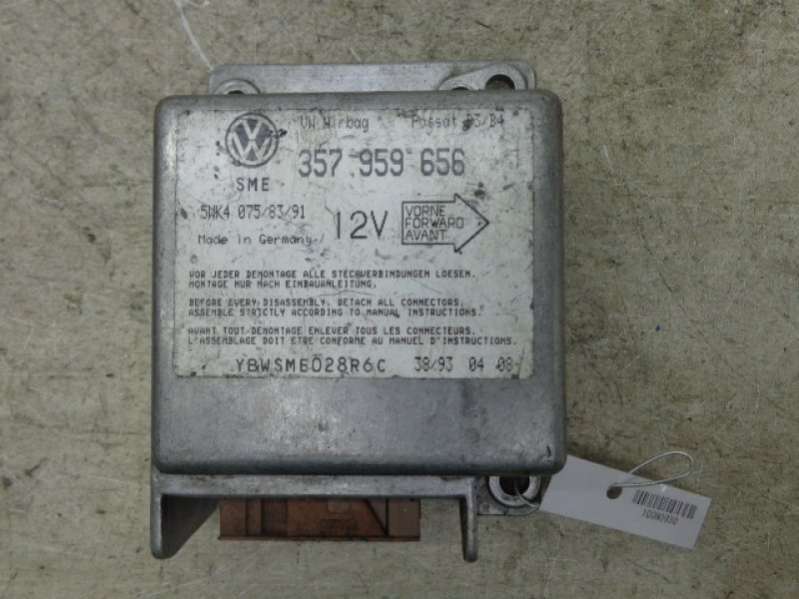 VW Airbag Passat B3/B4
357 959 656
SME
5WK4 075/83/91
12V
VORNE
FORWARD
AVANT
Made in Germany
VOR JEDER DEMONTAGE ALLE STECKVERBINDUNGEN LOESEN.
MONTAGE NUR NACH EINBAUANLEITUNG.
BEFORE EVERY DISASSEMBLY, DETACH ALL CONNECTORS.
ASSEMBLE STRICTLY ACCORDING TO MANUAL INSTRUCTIONS.
AVANT TOUT DEMONTAGE ENLEVER TOUS LES CONNECTEURS.
L'ASSEMBLAGE DOIT ETRE CONFORME AU MANUEL D'INSTRUCTIONS.
YBWSME028R6C 38/93 04 08